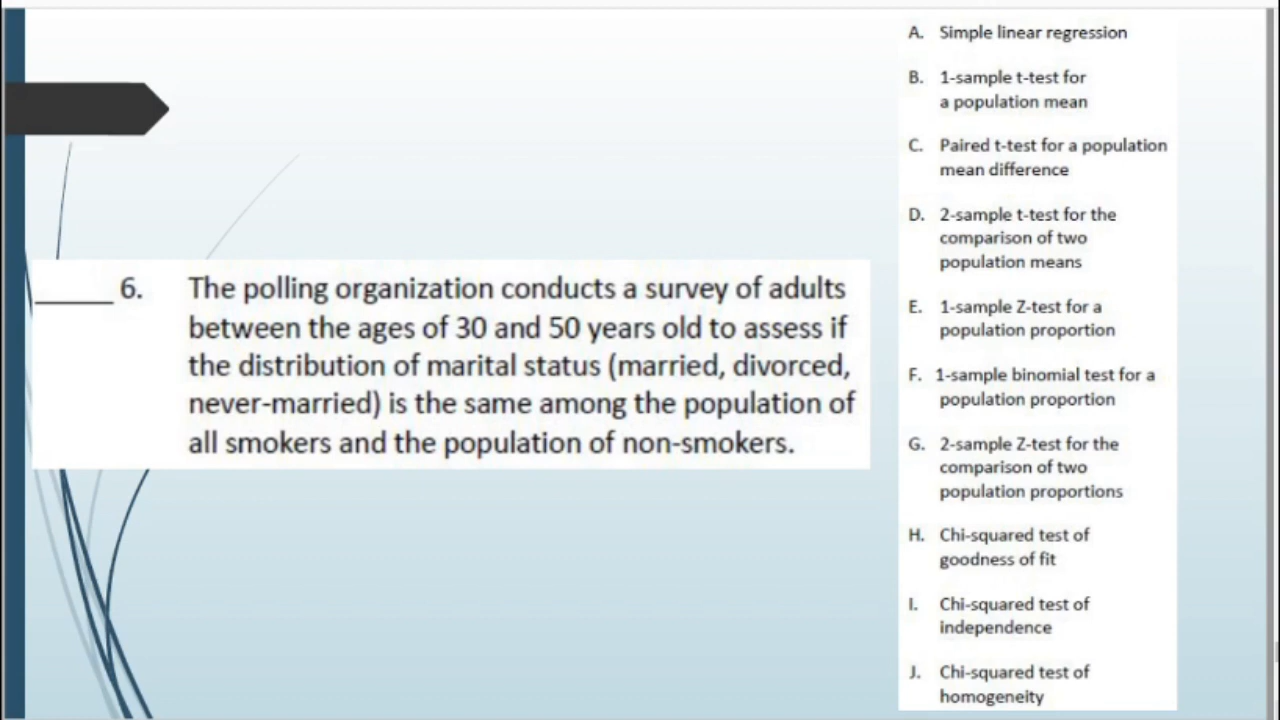 _____ 6. The polling organization conducts a survey of adults
between the ages of 30 and 50 years old to assess if
the distribution of marital status (married, divorced,
never-married) is the same among the population of
all smokers and the population of non-smokers.
A. Simple linear regression
B. 1-sample t-test for
a population mean
C. Paired t-test for a population
mean difference
D. 2-sample t-test for the
comparison of two
population means
E. 1-sample Z-test for a
population proportion
F. 1-sample binomial test for a
population proportion
G. 2-sample Z-test for the
comparison of two
population proportions
H. Chi-squared test of
goodness of fit
I. Chi-squared test of
independence
J. Chi-squared test of
homogeneity